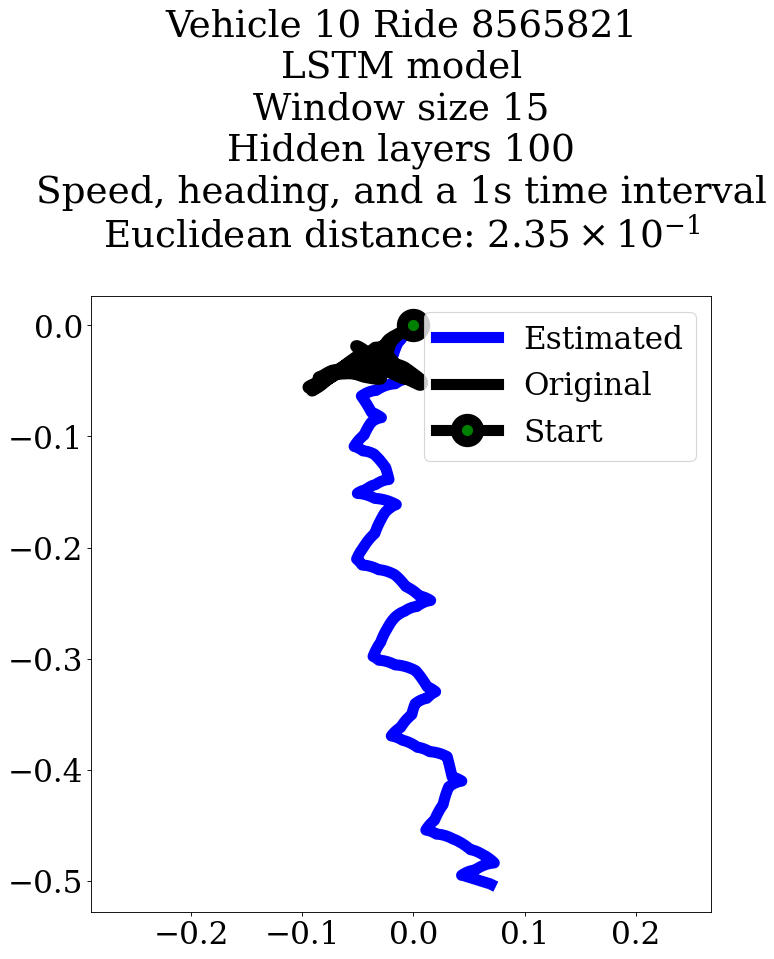 Vehicle 10 Ride 8565821
LSTM model
Window size 15
Hidden layers 100
Speed, heading, and a 1s time interval
Euclidean distance: 2.35 × 10⁻¹
Estimated
Original
Start
0.0
−0.1
−0.2
−0.3
−0.4
−0.5
−0.2 −0.1 0.0 0.1 0.2